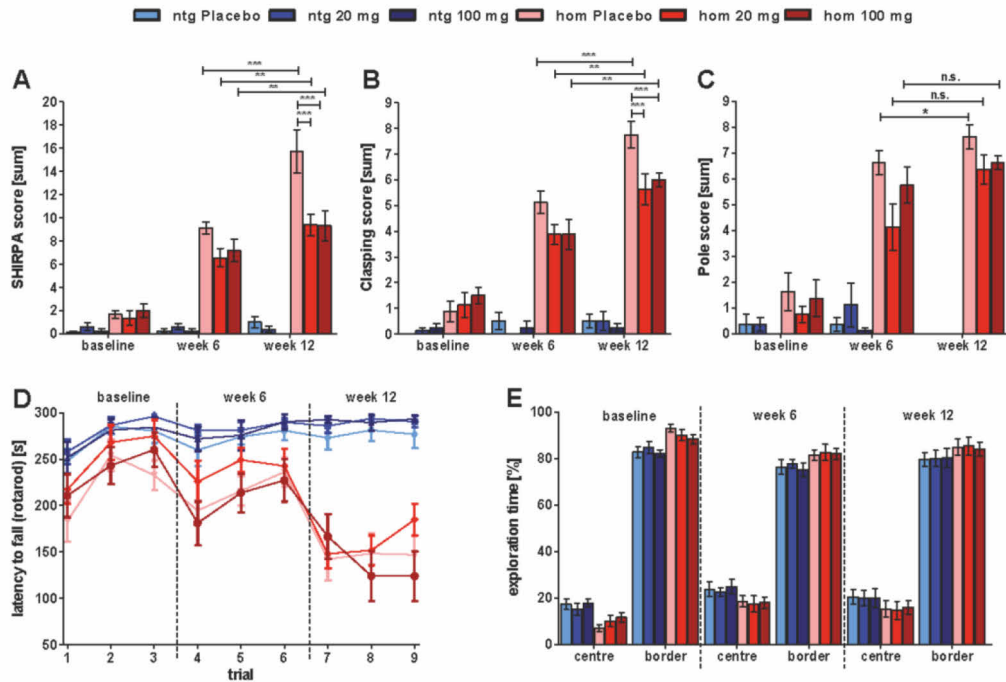 ntg Placebo ntg 20 mg ntg 100 mg hom Placebo hom 20 mg hom 100 mg
A
SHIRPA score [sum]
20
18
16
14
12
10
8
6
4
2
0
***
**
**
***
***
baseline week 6 week 12
B
Clasping score [sum]
9
8
7
6
5
4
3
2
1
0
***
**
**
***
***
baseline week 6 week 12
C
Pole score [sum]
9
8
7
6
5
4
3
2
1
0
n.s.
n.s.
*
baseline week 6 week 12
D
baseline week 6 week 12
latency to fall (rotarod) [s]
300
250
200
150
100
50
1 2 3 4 5 6 7 8 9
trial
E
baseline week 6 week 12
exploration time [%]
100
80
60
40
20
0
centre border centre border centre border